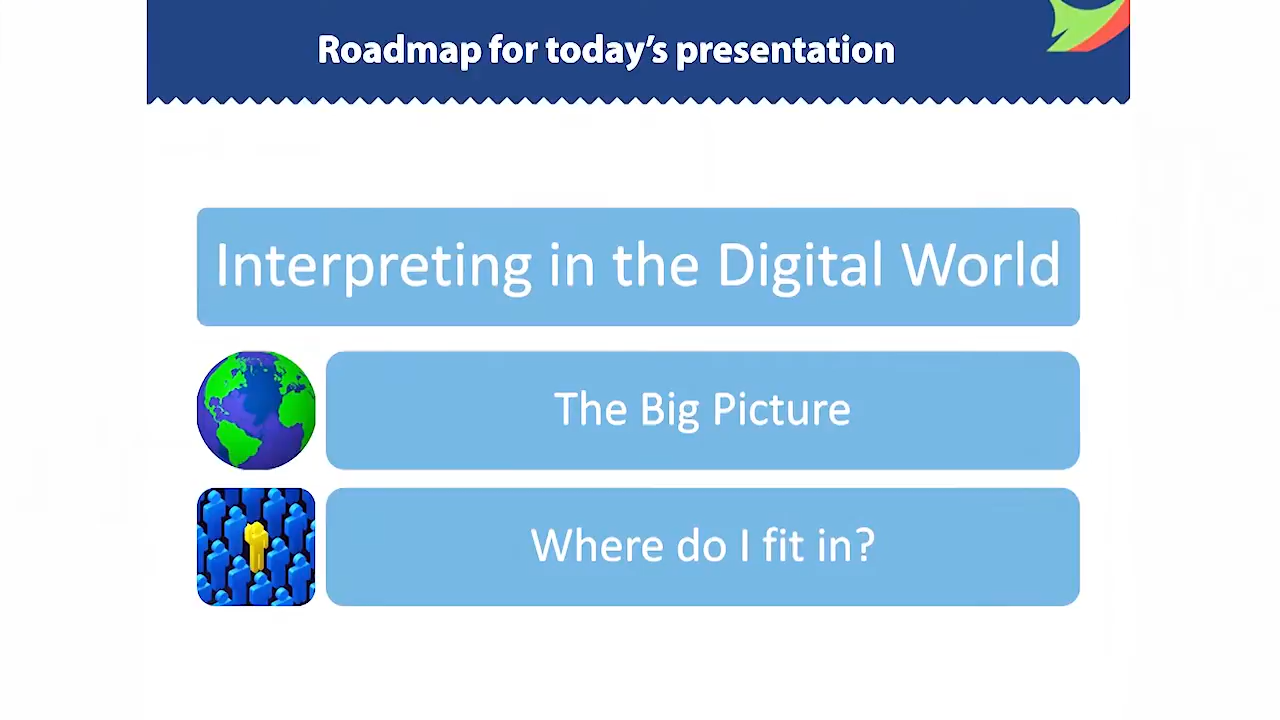 Roadmap for today’s presentation
Interpreting in the Digital World
The Big Picture
Where do I fit in?